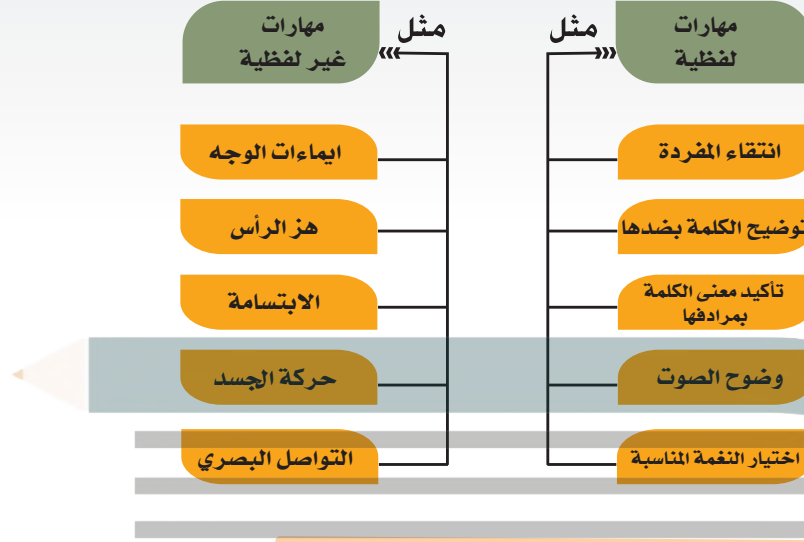 مهارات
لفظية
مثل
انتقاء المفردة
توضيح الكلمة بضدها
تأكيد معنى الكلمة
بمرادفها
وضوح الصوت
اختيار النغمة المناسبة
مهارات
غير لفظية
مثل
ايماءات الوجه
هز الرأس
الابتسامة
حركة الجسد
التواصل البصري